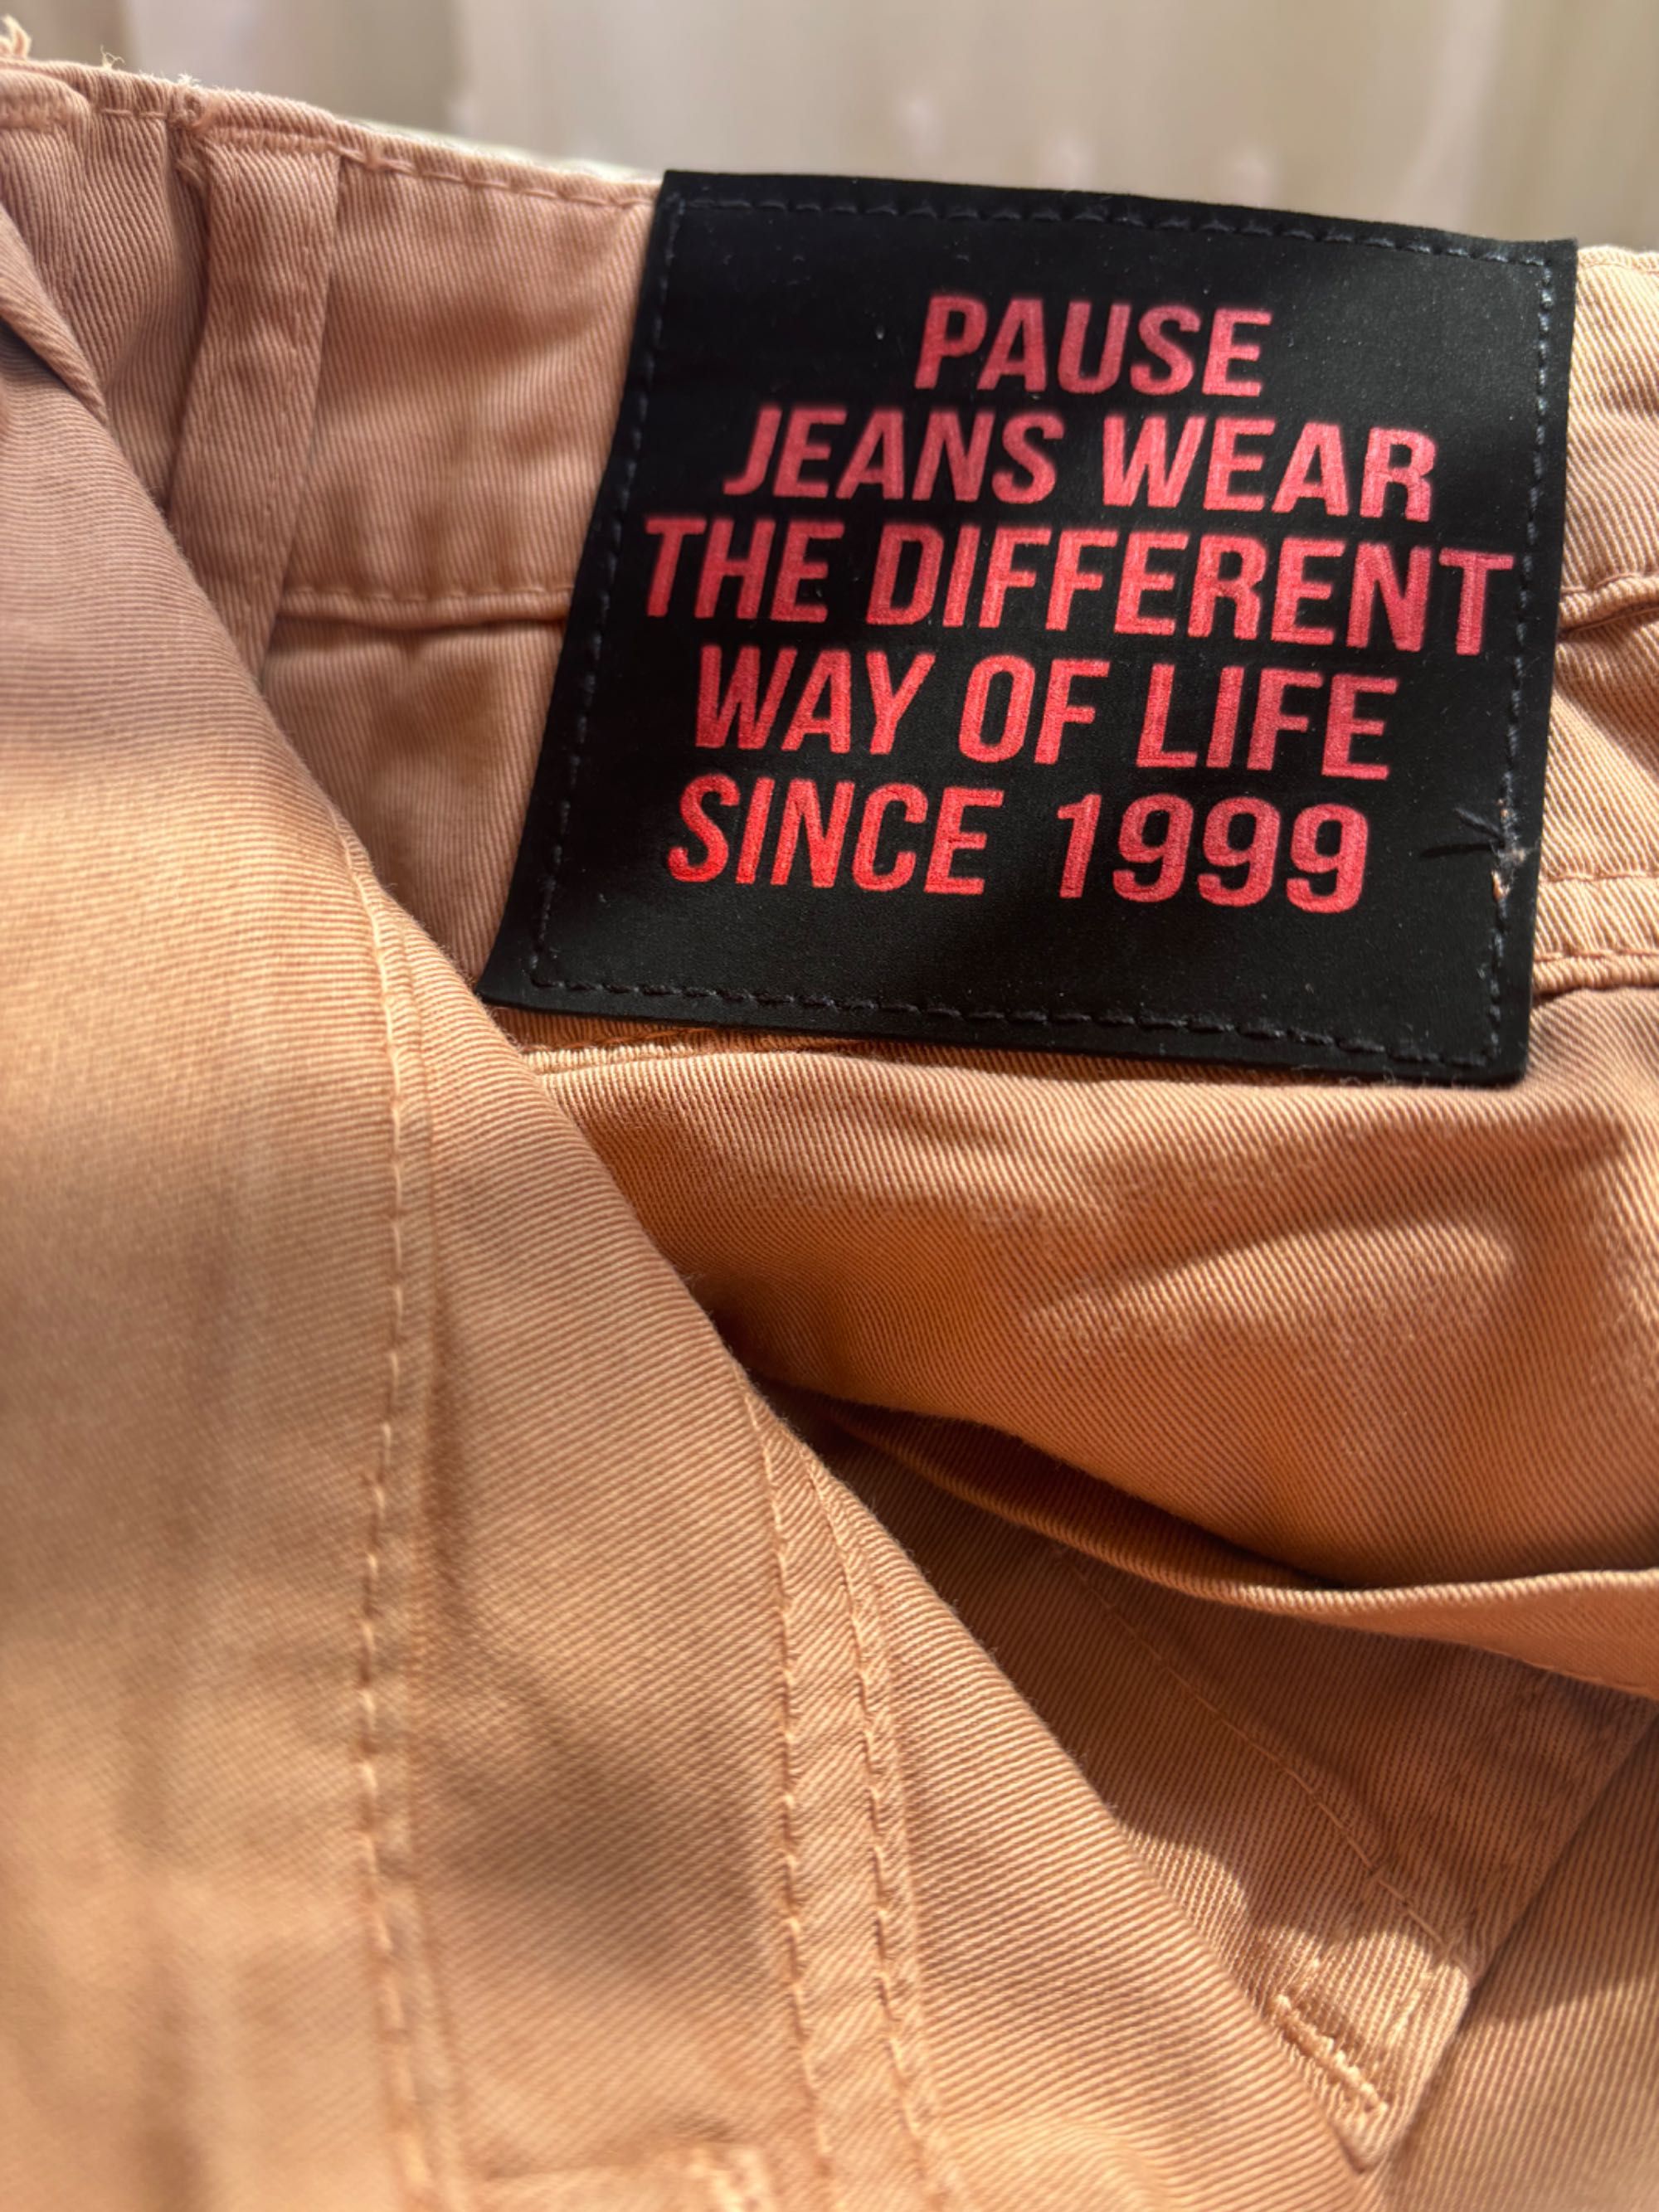 PAUSE
JEANS WEAR
THE DIFFERENT
WAY OF LIFE
SINCE 1999